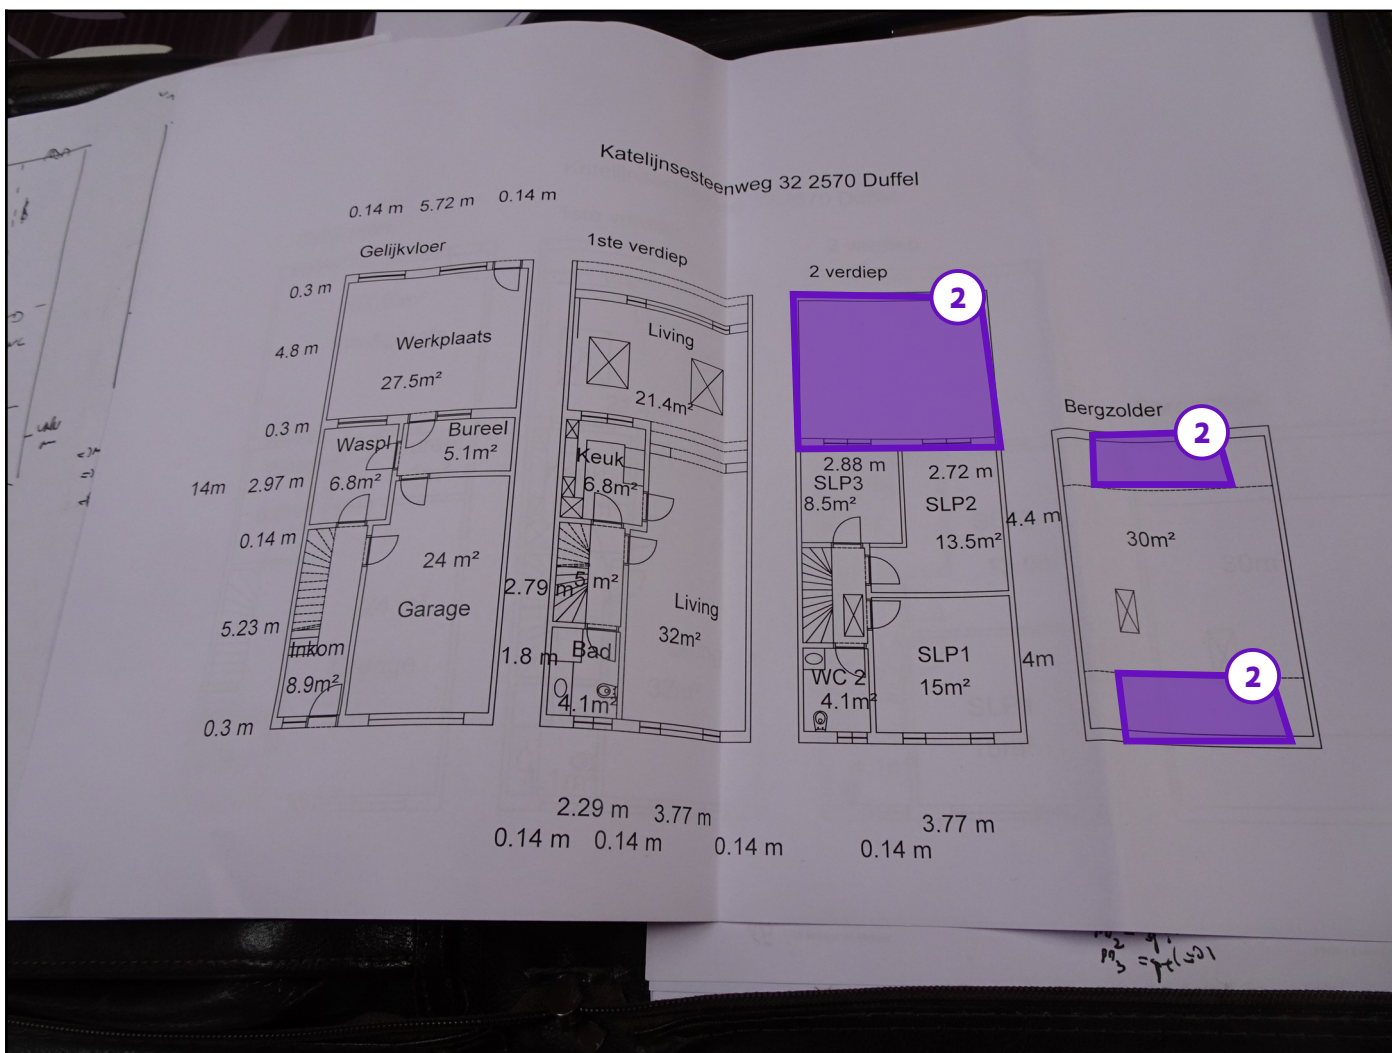 Katelijnsesteenweg 32 2570 Duffel
0.14 m 5.72 m 0.14 m
Gelijkvloer
0.3 m
4.8 m
0.3 m
14m 2.97 m
0.14 m
5.23 m
0.3 m
Werkplaats
27.5m²
Waspl
6.8m²
Bureel
5.1m²
24 m²
Garage
Inkom
8.9m²
1ste verdiep
Living
21.4m²
Keuk
6.8m²
2.79 m
5 m²
Living
32m²
1.8 m
Bad
4.1m²
2.29 m 3.77 m
0.14 m 0.14 m 0.14 m
2 verdiep
2
2.88 m 2.72 m
SLP3
8.5m²
SLP2
13.5m²
4.4 m
SLP1
15m²
4m
WC 2
4.1m²
3.77 m
0.14 m
Bergzolder
2
30m²
2